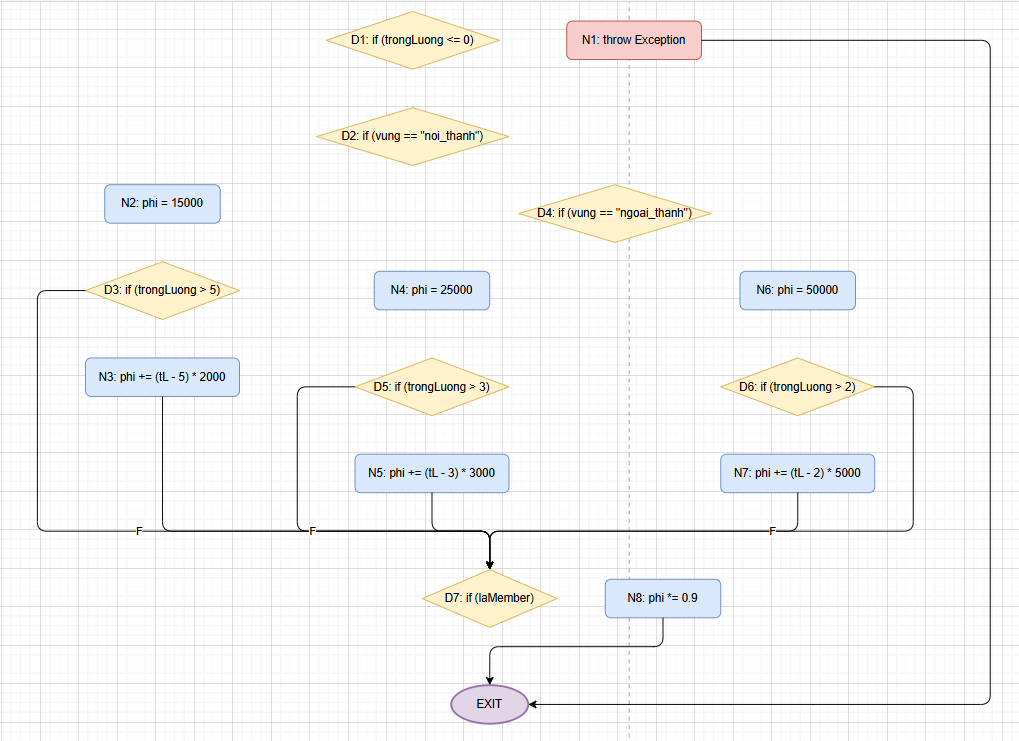 D1: if (trongLuong <= 0)
N1: throw Exception
D2: if (vung == "noi_thanh")
N2: phi = 15000
D4: if (vung == "ngoai_thanh")
D3: if (trongLuong > 5)
N4: phi = 25000
N6: phi = 50000
N3: phi += (tL - 5) * 2000
D5: if (trongLuong > 3)
D6: if (trongLuong > 2)
N5: phi += (tL - 3) * 3000
N7: phi += (tL - 2) * 5000
F
F
F
D7: if (laMember)
N8: phi *= 0.9
EXIT